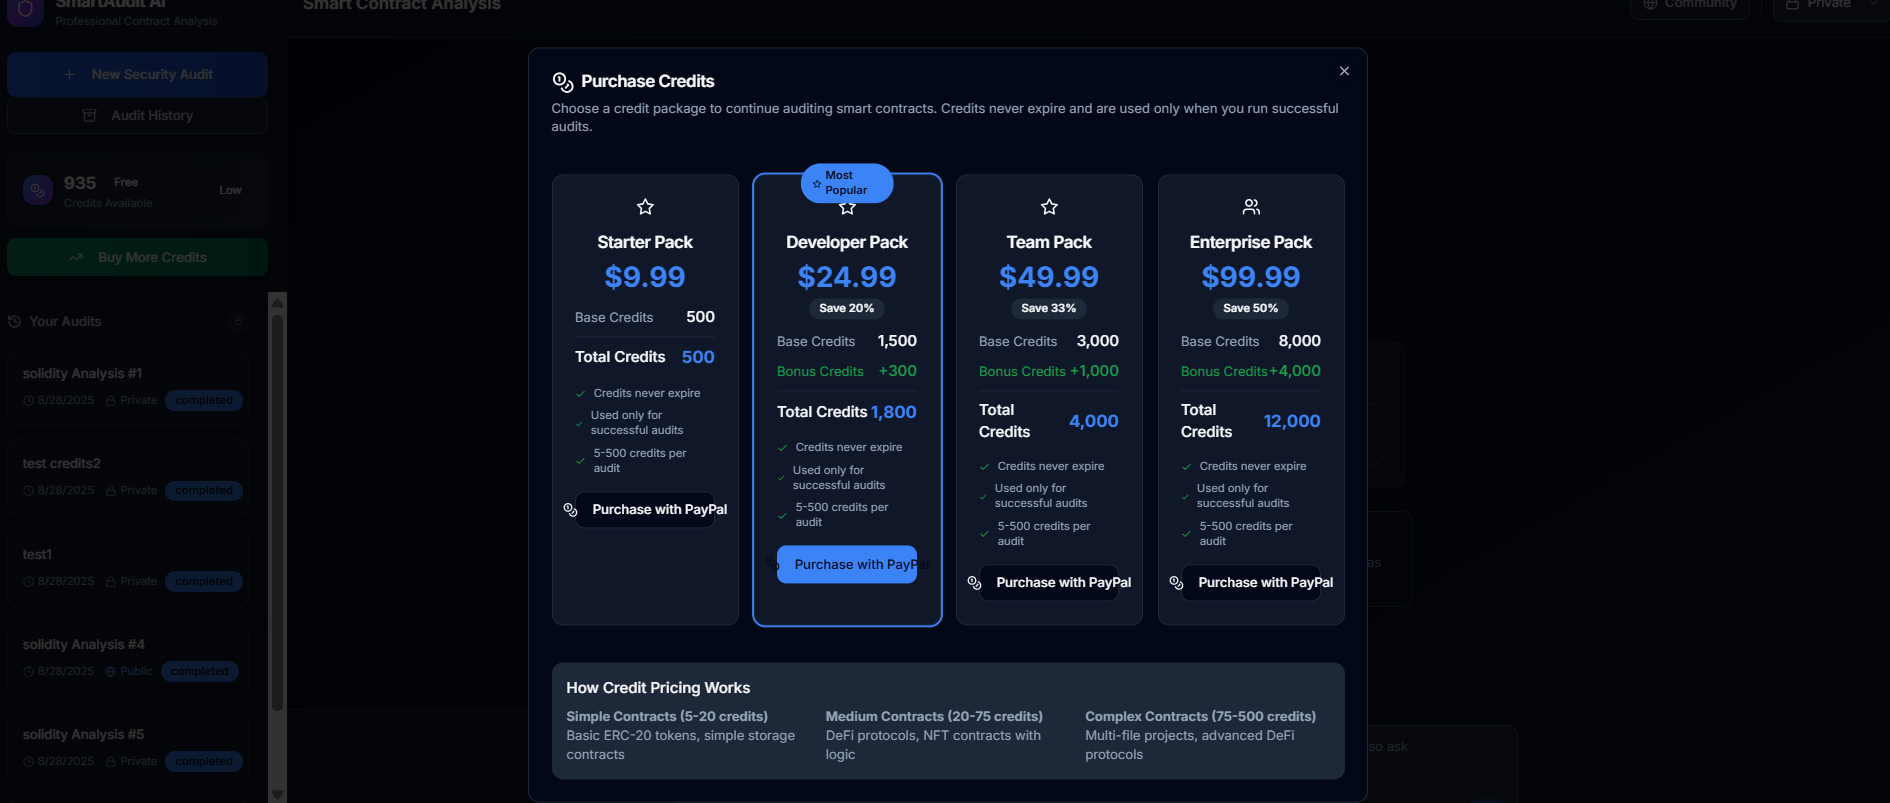 SmartAudit AI
Professional Contract Analysis
Smart Contract Analysis
Community
Private
New Security Audit
Audit History
935 Free
Credits Available
Low
Buy More Credits
Your Audits 6
solidity Analysis #1
8/28/2025 Private completed
test credits2
8/28/2025 Private completed
test1
8/28/2025 Private completed
solidity Analysis #4
8/28/2025 Public completed
solidity Analysis #5
8/28/2025 Private completed
Purchase Credits
Choose a credit package to continue auditing smart contracts. Credits never expire and are used only when you run successful
audits.
Starter Pack
$9.99
Base Credits 500
Total Credits 500
Credits never expire
Used only for
successful audits
5-500 credits per
audit
Purchase with PayPal
Most
Popular
Developer Pack
$24.99
Save 20%
Base Credits 1,500
Bonus Credits +300
Total Credits 1,800
Credits never expire
Used only for
successful audits
5-500 credits per
audit
Purchase with PayPal
Team Pack
$49.99
Save 33%
Base Credits 3,000
Bonus Credits +1,000
Total
Credits
4,000
Credits never expire
Used only for
successful audits
5-500 credits per
audit
Purchase with PayPal
Enterprise Pack
$99.99
Save 50%
Base Credits 8,000
Bonus Credits +4,000
Total
Credits
12,000
Credits never expire
Used only for
successful audits
5-500 credits per
audit
Purchase with PayPal
How Credit Pricing Works
Simple Contracts (5-20 credits)
Basic ERC-20 tokens, simple storage
contracts
Medium Contracts (20-75 credits)
DeFi protocols, NFT contracts with
logic
Complex Contracts (75-500 credits)
Multi-file projects, advanced DeFi
protocols
as
so ask